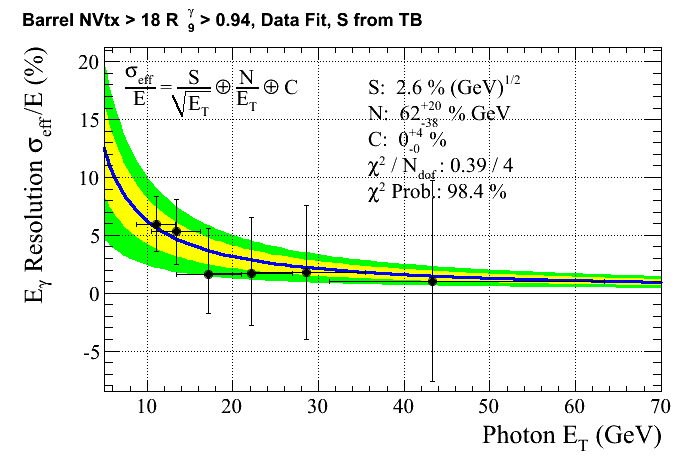 Barrel NVtx > 18 R γ 9 > 0.94, Data Fit, S from TB
σeff/E = S/√ET ⊕ N/ET ⊕ C
S: 2.6 % (GeV)^1/2
N: 62 +20 -38 % GeV
C: 0 +4 -0 % 
χ² / Ndof : 0.39 / 4
χ² Prob.: 98.4 %
Eγ Resolution σeff/E (%)
20
15
10
5
0
-5
10 20 30 40 50 60 70
Photon ET (GeV)